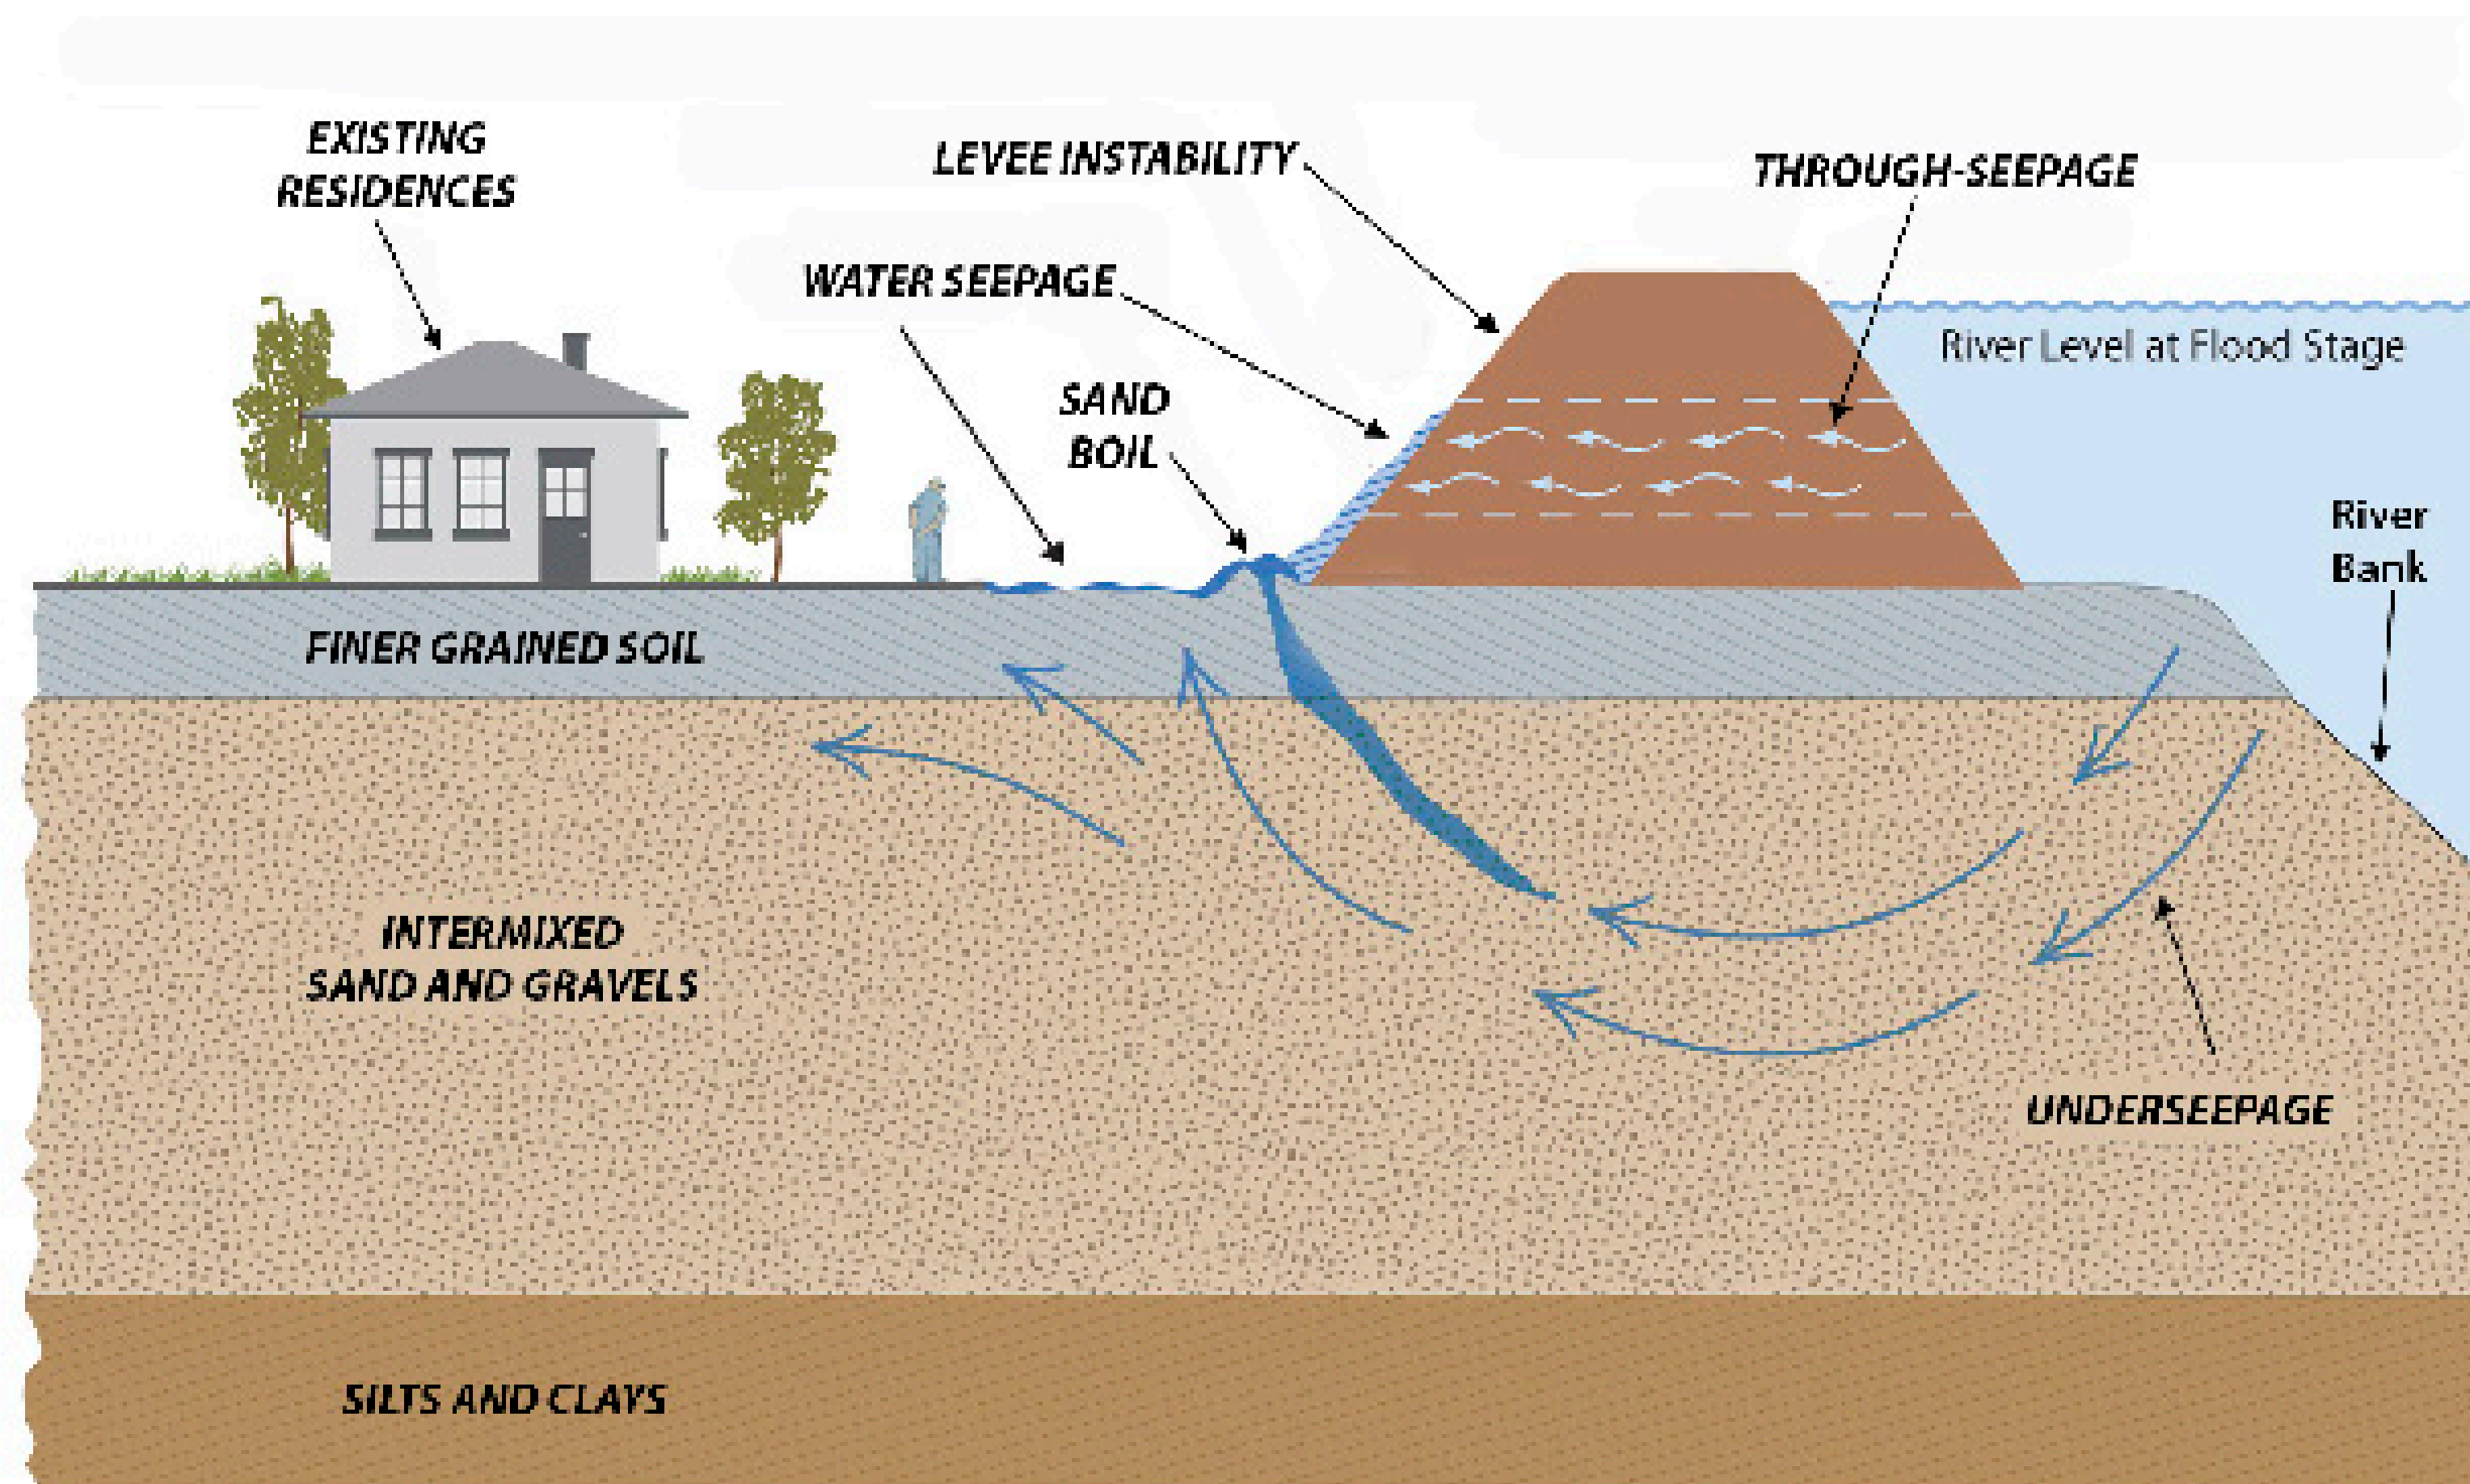 EXISTING
RESIDENCES
LEVEE INSTABILITY
THROUGH-SEEPAGE
WATER SEEPAGE
River Level at Flood Stage
SAND
BOIL
River
Bank
FINER GRAINED SOIL
INTERMIXED
SAND AND GRAVELS
UNDERSEEPAGE
SILTS AND CLAYS